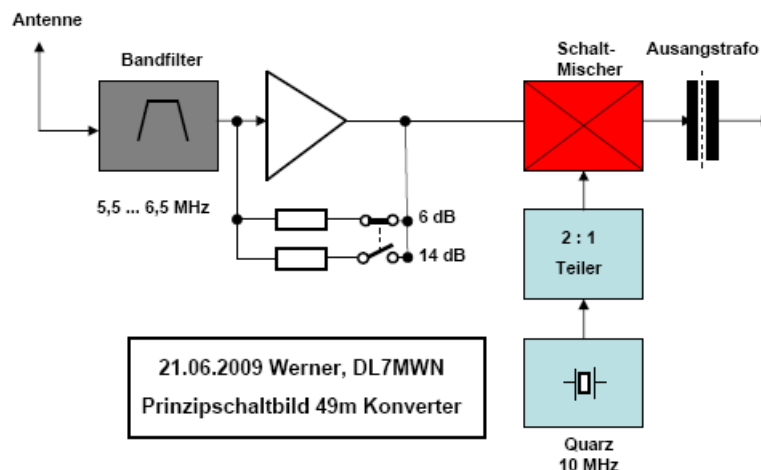 Antenne
Bandfilter
Schalt-
Mischer
Ausangstrafo
5,5 ... 6,5 MHz
6 dB
14 dB
2 : 1
Teiler
21.06.2009 Werner, DL7MWN
Prinzipschaltbild 49m Konverter
Quarz
10 MHz